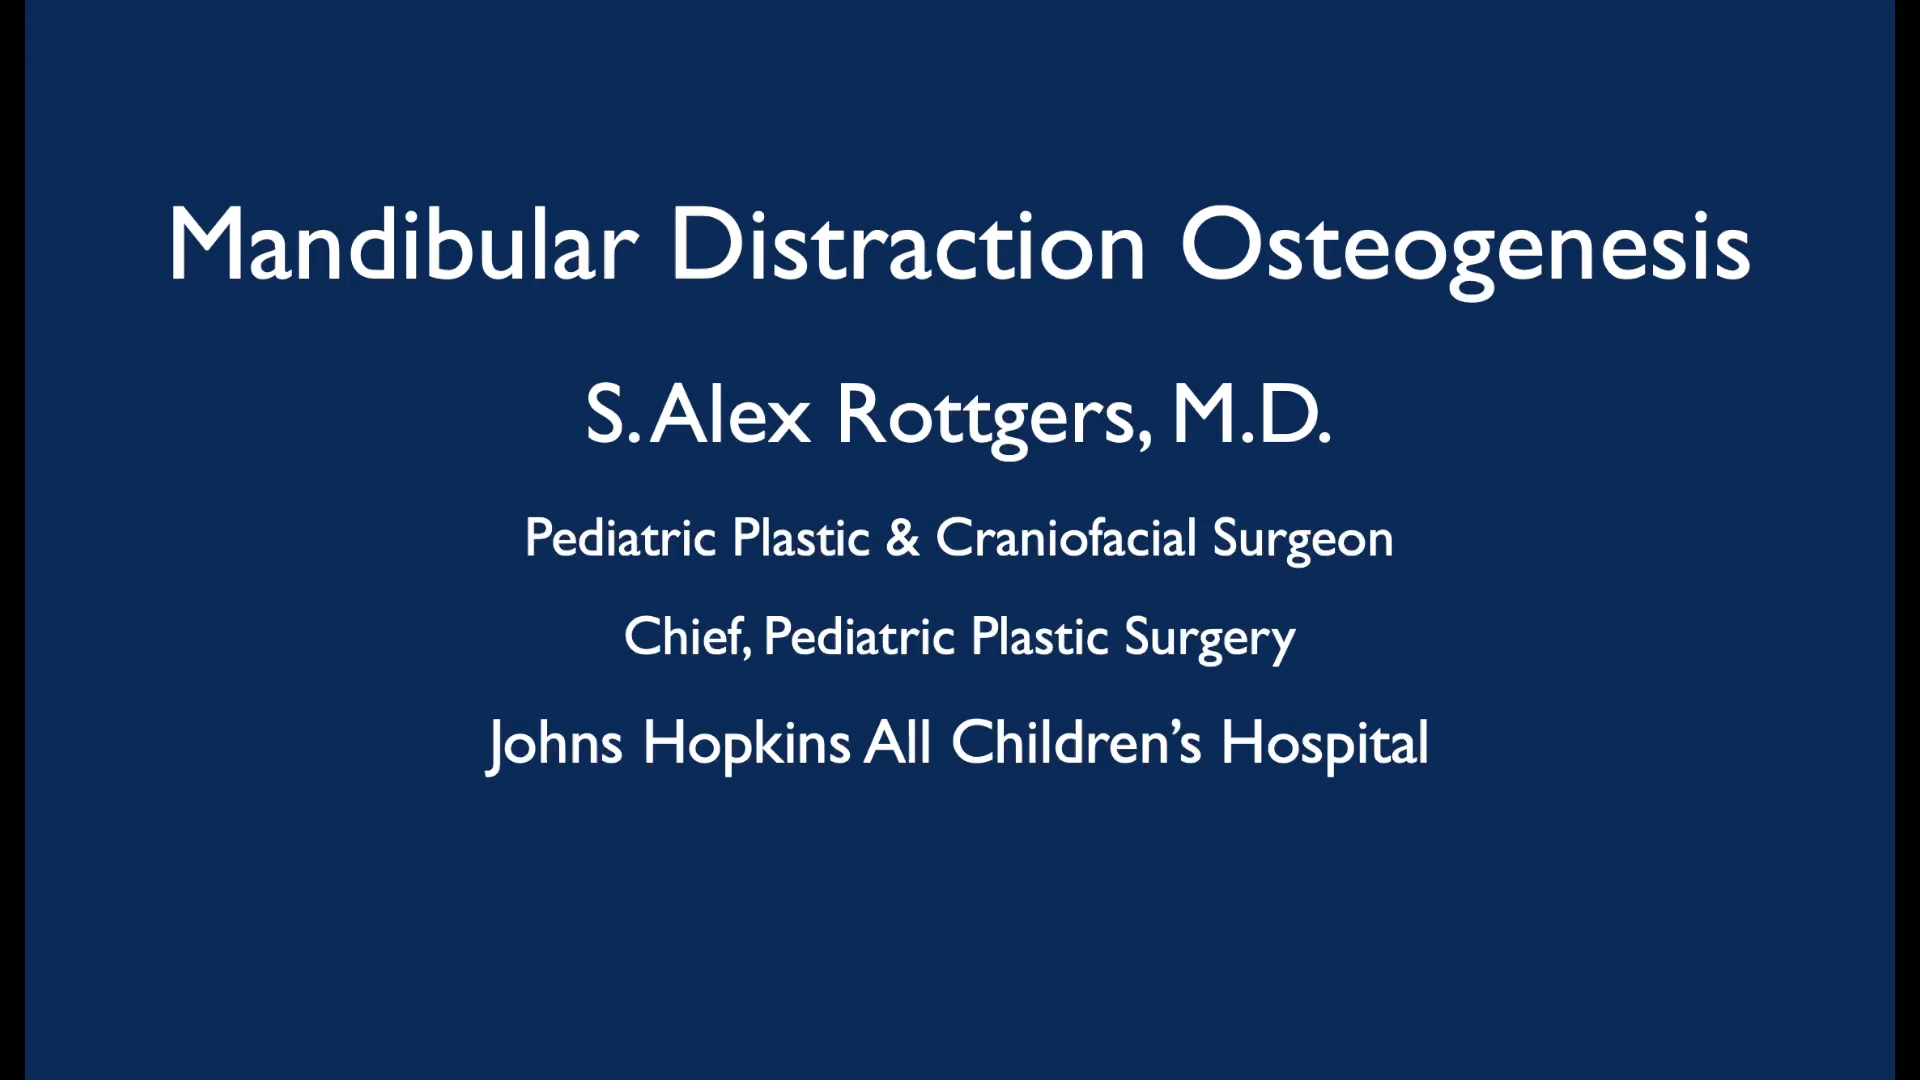 Mandibular Distraction Osteogenesis
S. Alex Rottgers, M.D.
Pediatric Plastic & Craniofacial Surgeon
Chief, Pediatric Plastic Surgery
Johns Hopkins All Children’s Hospital